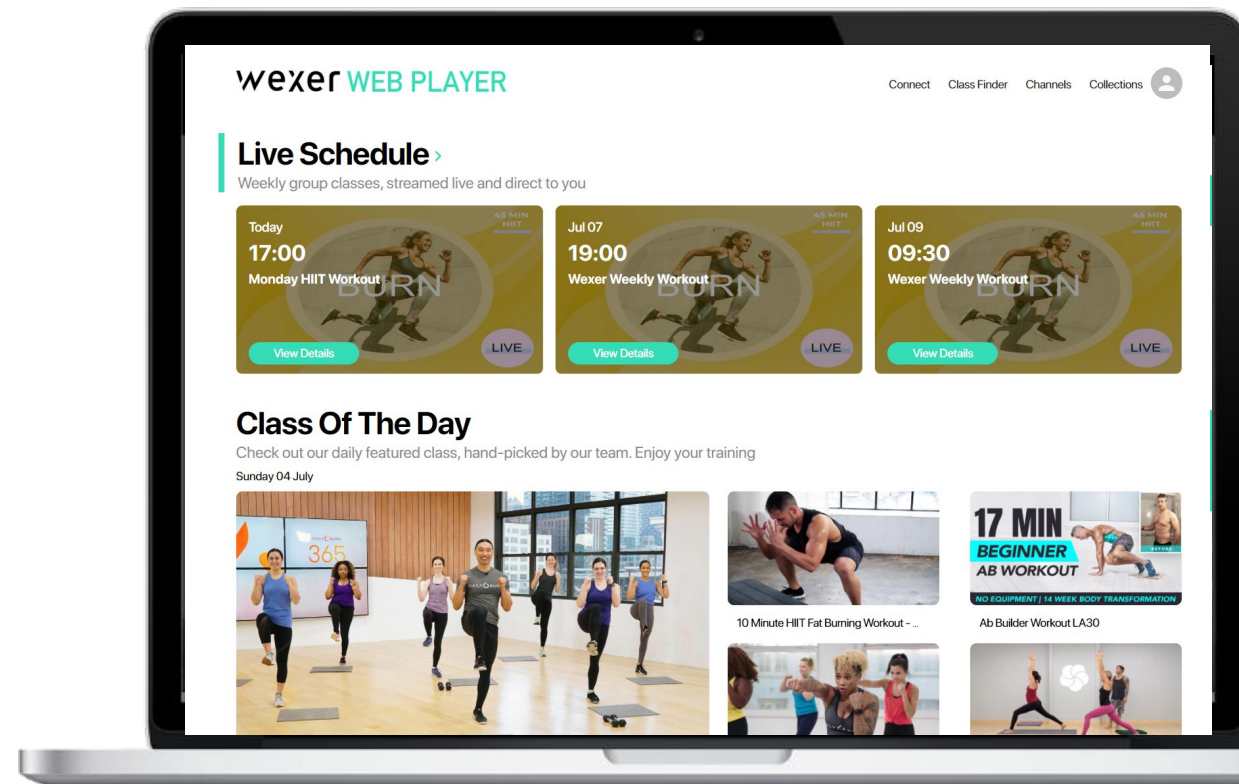 wexer WEB PLAYER
Connect Class Finder Channels Collections
Live Schedule ›
Weekly group classes, streamed live and direct to you
45 MIN
HIIT
Today
17:00
Monday HIIT Workout
BURN
View Details
LIVE
45 MIN
HIIT
Jul 07
19:00
Wexer Weekly Workout
BURN
View Details
LIVE
45 MIN
HIIT
Jul 09
09:30
Wexer Weekly Workout
BURN
View Details
LIVE
Class Of The Day
Check out our daily featured class, hand-picked by our team. Enjoy your training
Sunday 04 July
365
17 MIN
BEGINNER
AB WORKOUT
BEFORE
NO EQUIPMENT | 14 WEEK BODY TRANSFORMATION
10 Minute HIIT Fat Burning Workout - ...
Ab Builder Workout LA30